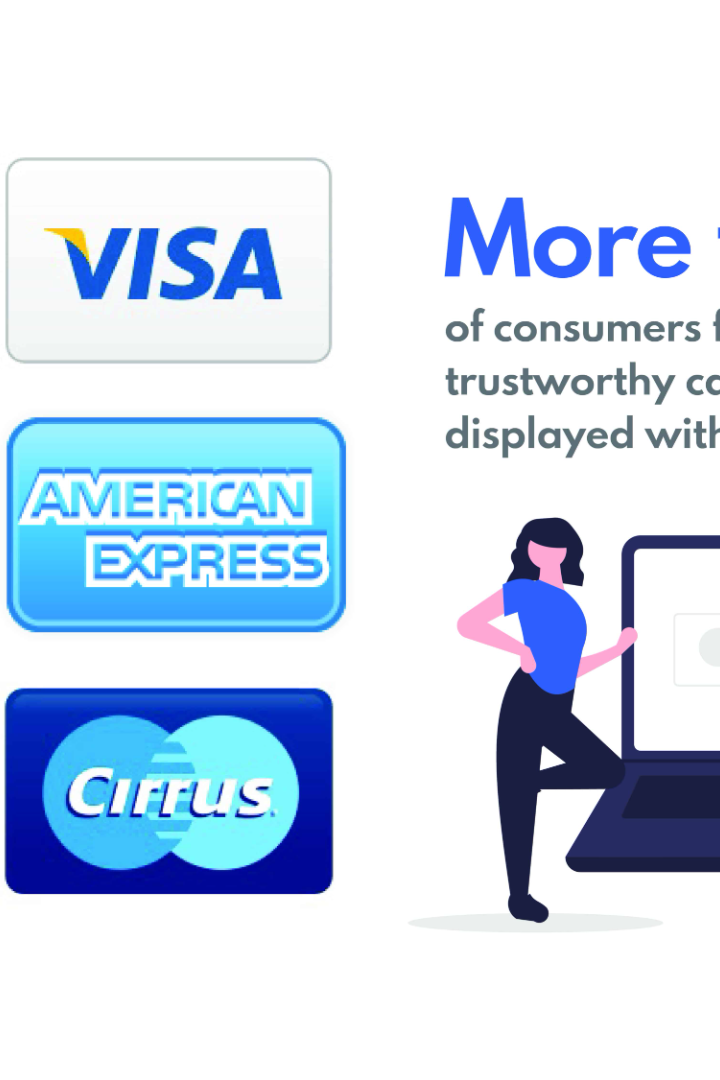 VISA
AMERICAN
EXPRESS
Cirrus
More
of consumers
trustworthy
displayed with